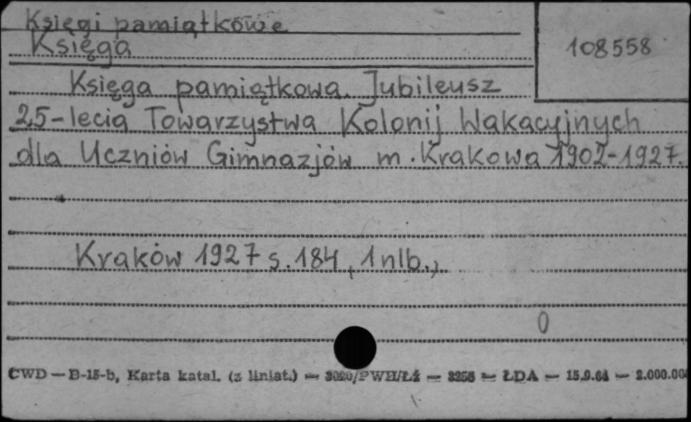 Księgi pamiątkowe
Księga
108558
Księga pamiątkowa. Jubileusz
25-lecia Towarzystwa Kolonij Wakacyjnych
dla Uczniów Gimnazjów m. Krakowa 1902-1927.
Kraków 1927 s. 184, 1 nlb.,
0
CWD — B-15-b, Karta katal. (z liniat.) — 3020/PWH/Łź — 3255 — ŁDA — 15.9.64 — 2.000.00